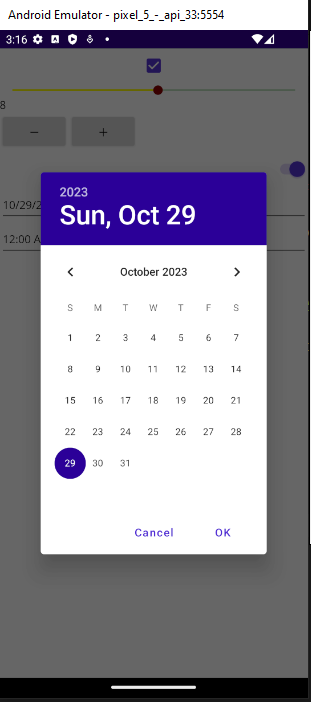 Android Emulator - pixel_5_-_api_33:5554
3:16
8
− +
10/29/2
12:00 A
2023
Sun, Oct 29
October 2023
S M T W T F S
1 2 3 4 5 6 7
8 9 10 11 12 13 14
15 16 17 18 19 20 21
22 23 24 25 26 27 28
29 30 31
Cancel OK